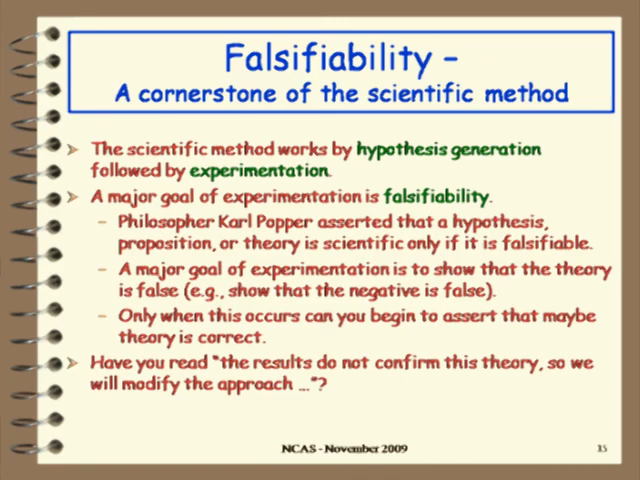 Falsifiability –
A cornerstone of the scientific method
The scientific method works by hypothesis generation
followed by experimentation.
A major goal of experimentation is falsifiability.
– Philosopher Karl Popper asserted that a hypothesis,
proposition, or theory is scientific only if it is falsifiable.
– A major goal of experimentation is to show that the theory
is false (e.g., show that the negative is false).
– Only when this occurs can you begin to assert that maybe
theory is correct.
Have you read "the results do not confirm this theory, so we
will modify the approach ..."?
NCAS - November 2009
35